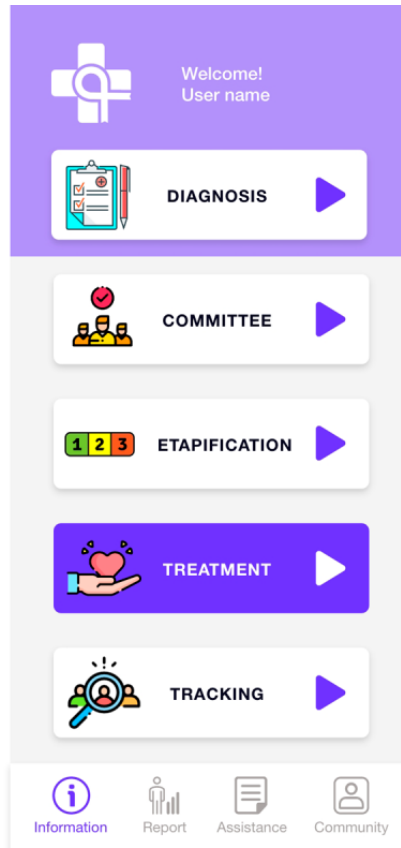 Welcome!
User name
DIAGNOSIS
COMMITTEE
1 2 3
ETAPIFICATION
TREATMENT
TRACKING
Information
Report
Assistance
Community